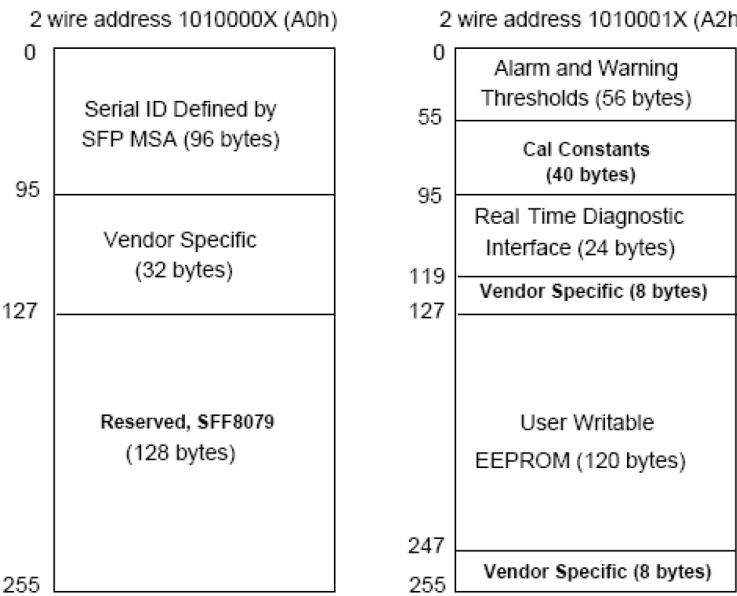 2 wire address 1010000X (A0h)
0
Serial ID Defined by
SFP MSA (96 bytes)
95
Vendor Specific
(32 bytes)
127
Reserved, SFF8079
(128 bytes)
255
2 wire address 1010001X (A2h
0
Alarm and Warning
Thresholds (56 bytes)
55
Cal Constants
(40 bytes)
95
Real Time Diagnostic
Interface (24 bytes)
119
Vendor Specific (8 bytes)
127
User Writable
EEPROM (120 bytes)
247
Vendor Specific (8 bytes)
255